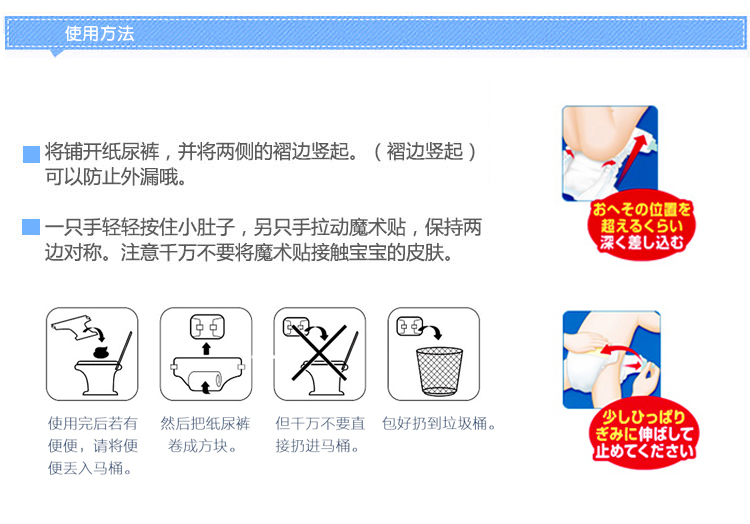 使用方法
将铺开纸尿裤，并将两侧的褶边竖起。（褶边竖起）
可以防止外漏哦。
一只手轻轻按住小肚子，另只手拉动魔术贴，保持两
边对称。注意千万不要将魔术贴接触宝宝的皮肤。
おへその位置を
超えるくらい
深く差し込む
少しひっぱり
ぎみに伸ばして
止めてください
使用完后若有
便便，请将便
便丢入马桶。
然后把纸尿裤
卷成方块。
但千万不要直
接扔进马桶。
包好扔到垃圾桶。